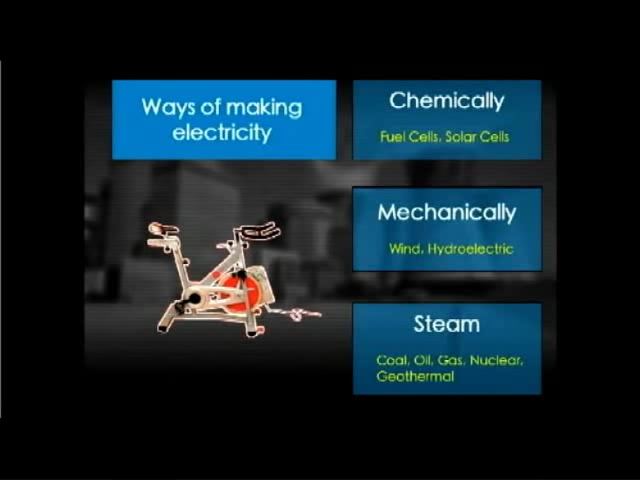 Ways of making
electricity
Chemically
Fuel Cells, Solar Cells
Mechanically
Wind, Hydroelectric
Steam
Coal, Oil, Gas, Nuclear,
Geothermal